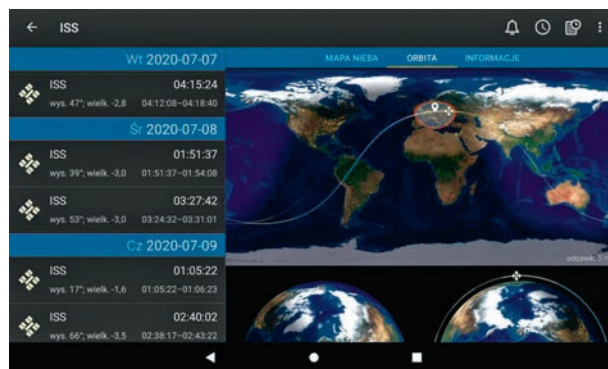 ISS
Wt 2020-07-07
ISS 04:15:24
wys. 47°; wielk. -2,8 04:12:08–04:18:40
Śr 2020-07-08
ISS 01:51:37
wys. 39°; wielk. -3,0 01:51:37–01:54:08
ISS 03:27:42
wys. 53°; wielk. -3,0 03:24:32–03:31:01
Cz 2020-07-09
ISS 01:05:22
wys. 17°; wielk. -1,6 01:05:22–01:06:23
ISS 02:40:02
wys. 66°; wielk. -3,5 02:38:17–02:43:22
MAPA NIEBA ORBITA INFORMACJE
odcinek: 5 m